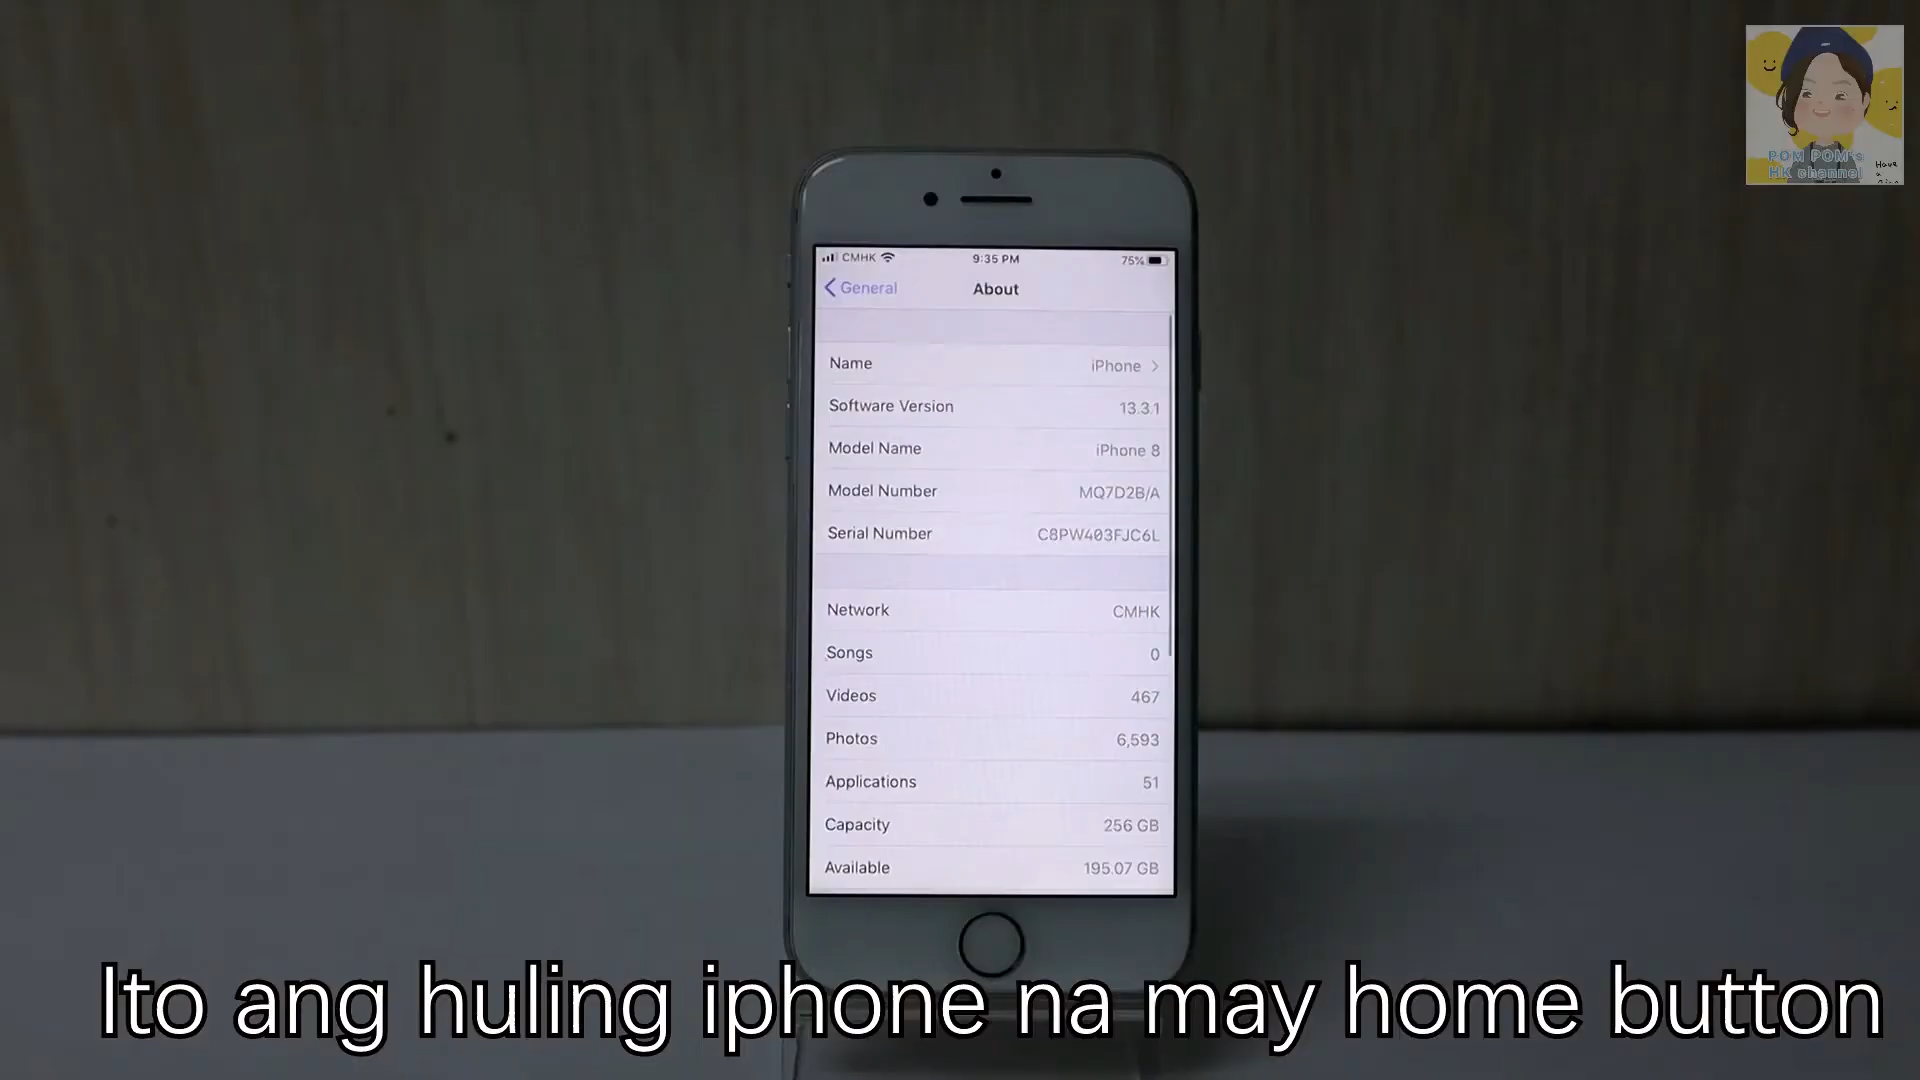 POM POM's
HK channel
Have
a
CMHK 9:35 PM 75%
General About
Name iPhone
Software Version 13.3.1
Model Name iPhone 8
Model Number MQ7D2B/A
Serial Number C8PW403FJC6L
Network CMHK
Songs 0
Videos 467
Photos 6,593
Applications 51
Capacity 256 GB
Available 195.07 GB
Ito ang huling iphone na may home button